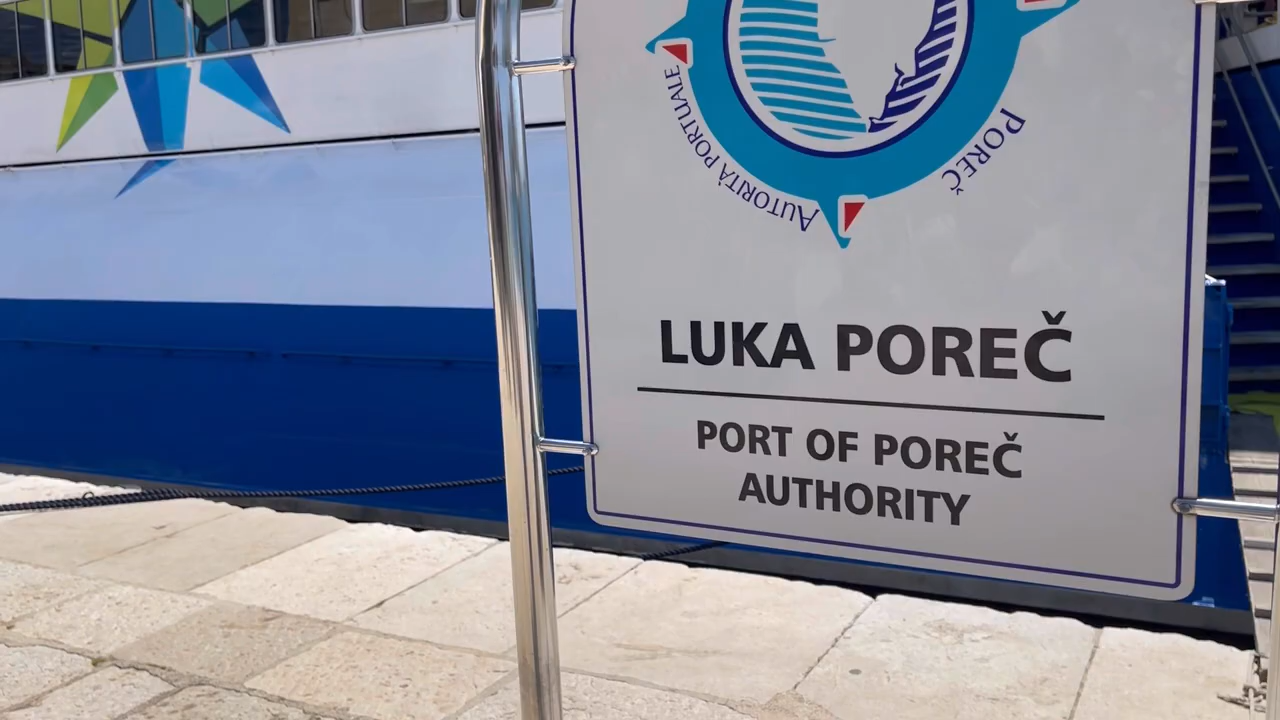 AUTORITÀ PORTUALE
POREČ
LUKA POREČ
PORT OF POREČ
AUTHORITY